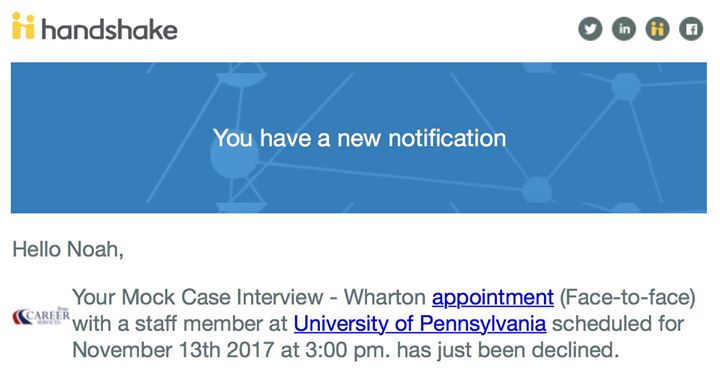 handshake
You have a new notification
Hello Noah,
Your Mock Case Interview - Wharton appointment (Face-to-face)
CAREER
SERVICES
with a staff member at University of Pennsylvania scheduled for
November 13th 2017 at 3:00 pm. has just been declined.